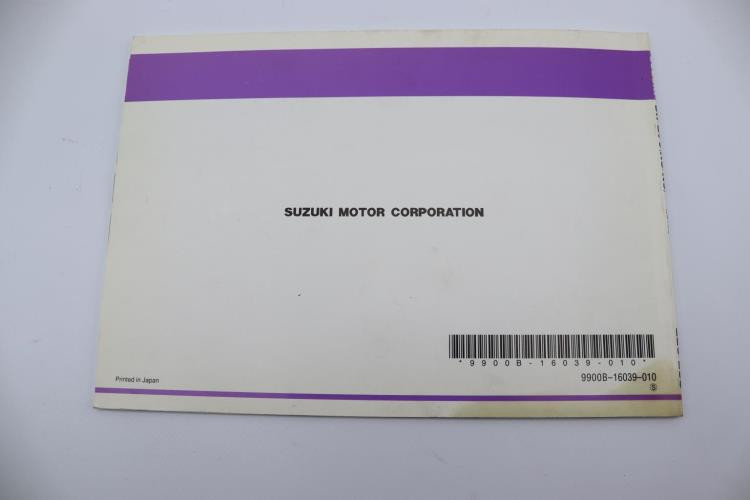 SUZUKI MOTOR CORPORATION
*9900B-16039-010*
Printed in Japan
9900B-16039-010
Ⓢ